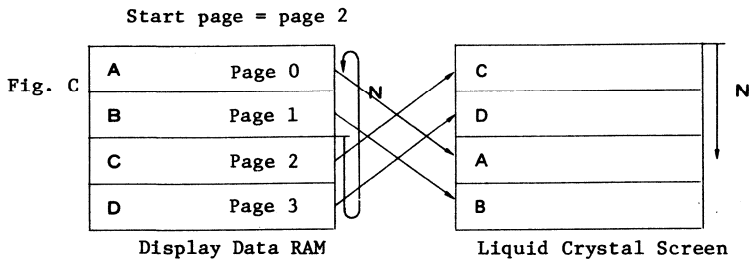 Start page = page 2
Fig. C
A Page 0
B Page 1
C Page 2
D Page 3
N
C
D
A
B
N
Display Data RAM
Liquid Crystal Screen